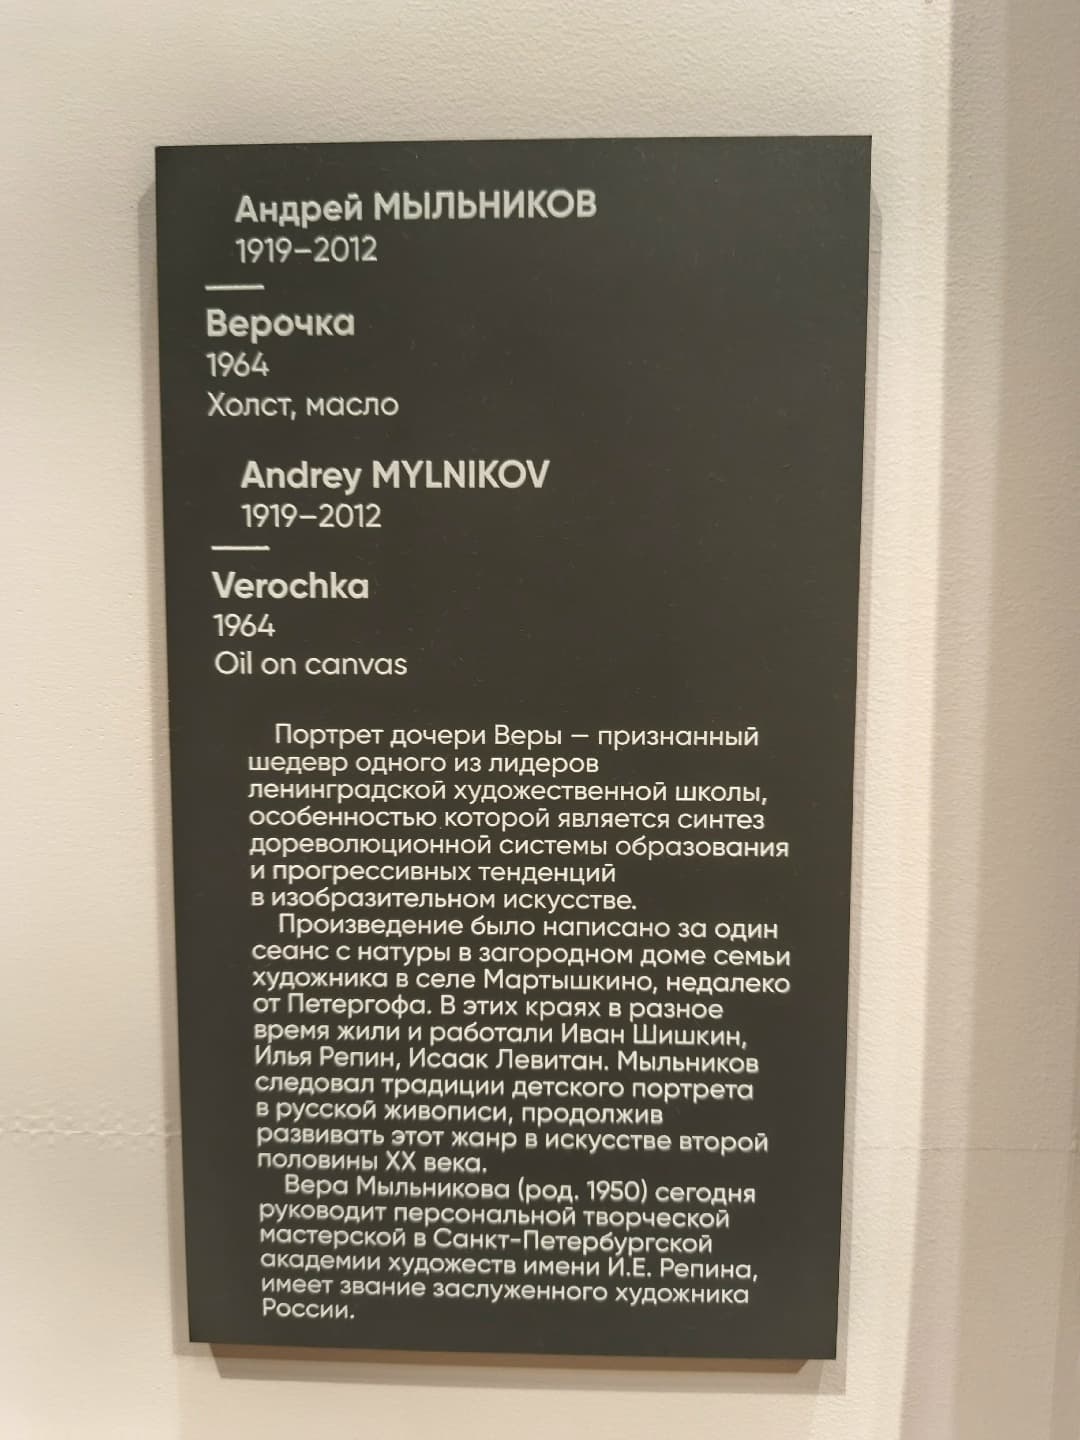 Андрей МЫЛЬНИКОВ
1919–2012
Верочка
1964
Холст, масло
Andrey MYLNIKOV
1919–2012
Verochka
1964
Oil on canvas
Портрет дочери Веры — признанный
шедевр одного из лидеров
ленинградской художественной школы,
особенностью которой является синтез
дореволюционной системы образования
и прогрессивных тенденций
в изобразительном искусстве.
Произведение было написано за один
сеанс с натуры в загородном доме семьи
художника в селе Мартышкино, недалеко
от Петергофа. В этих краях в разное
время жили и работали Иван Шишкин,
Илья Репин, Исаак Левитан. Мыльников
следовал традиции детского портрета
в русской живописи, продолжив
развивать этот жанр в искусстве второй
половины XX века.
Вера Мыльникова (род. 1950) сегодня
руководит персональной творческой
мастерской в Санкт-Петербургской
академии художеств имени И.Е. Репина,
имеет звание заслуженного художника
России.